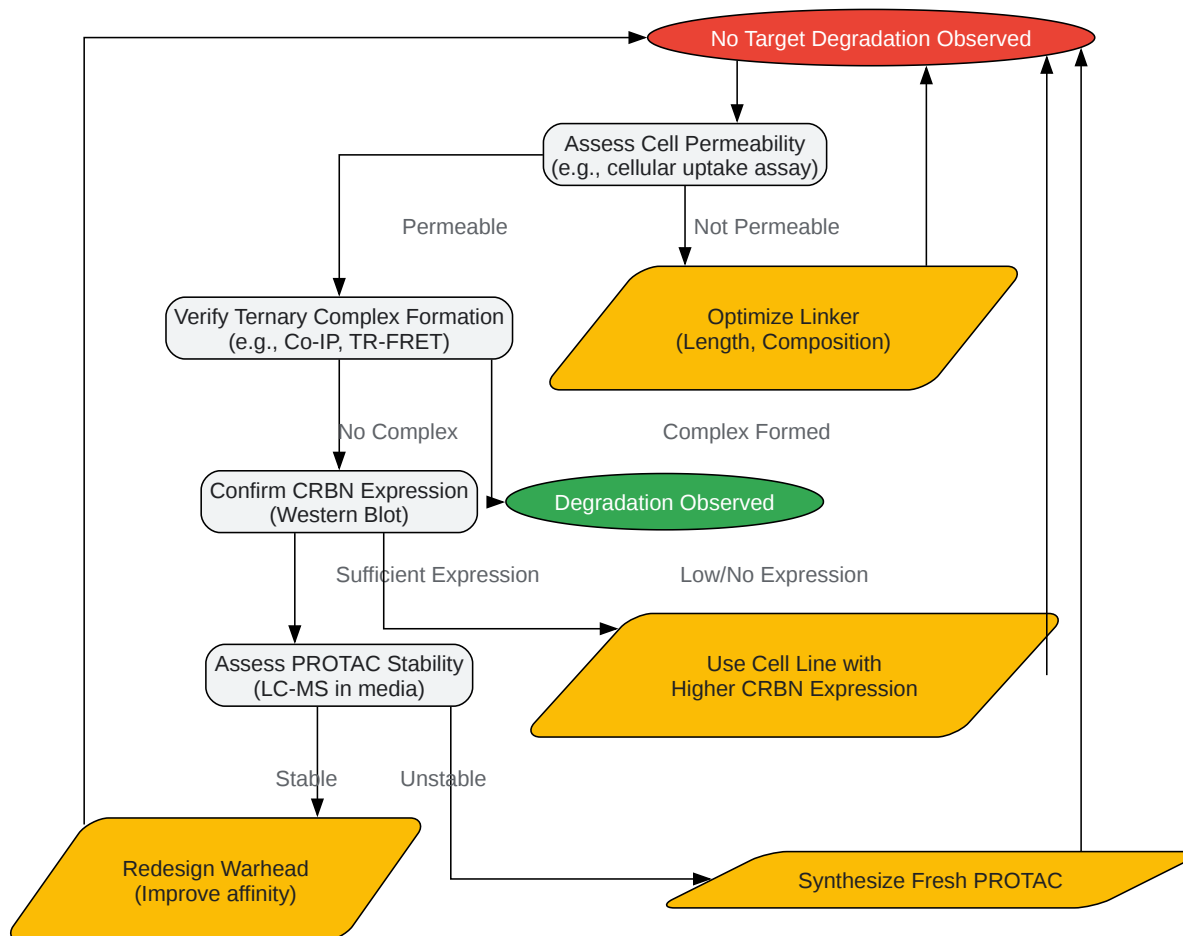 No Target Degradation Observed
Assess Cell Permeability
(e.g., cellular uptake assay)
Permeable
Not Permeable
Verify Ternary Complex Formation
(e.g., Co-IP, TR-FRET)
Optimize Linker
(Length, Composition)
No Complex
Complex Formed
Confirm CRBN Expression
(Western Blot)
Degradation Observed
Sufficient Expression
Low/No Expression
Assess PROTAC Stability
(LC-MS in media)
Use Cell Line with
Higher CRBN Expression
Stable
Unstable
Redesign Warhead
(Improve affinity)
Synthesize Fresh PROTAC